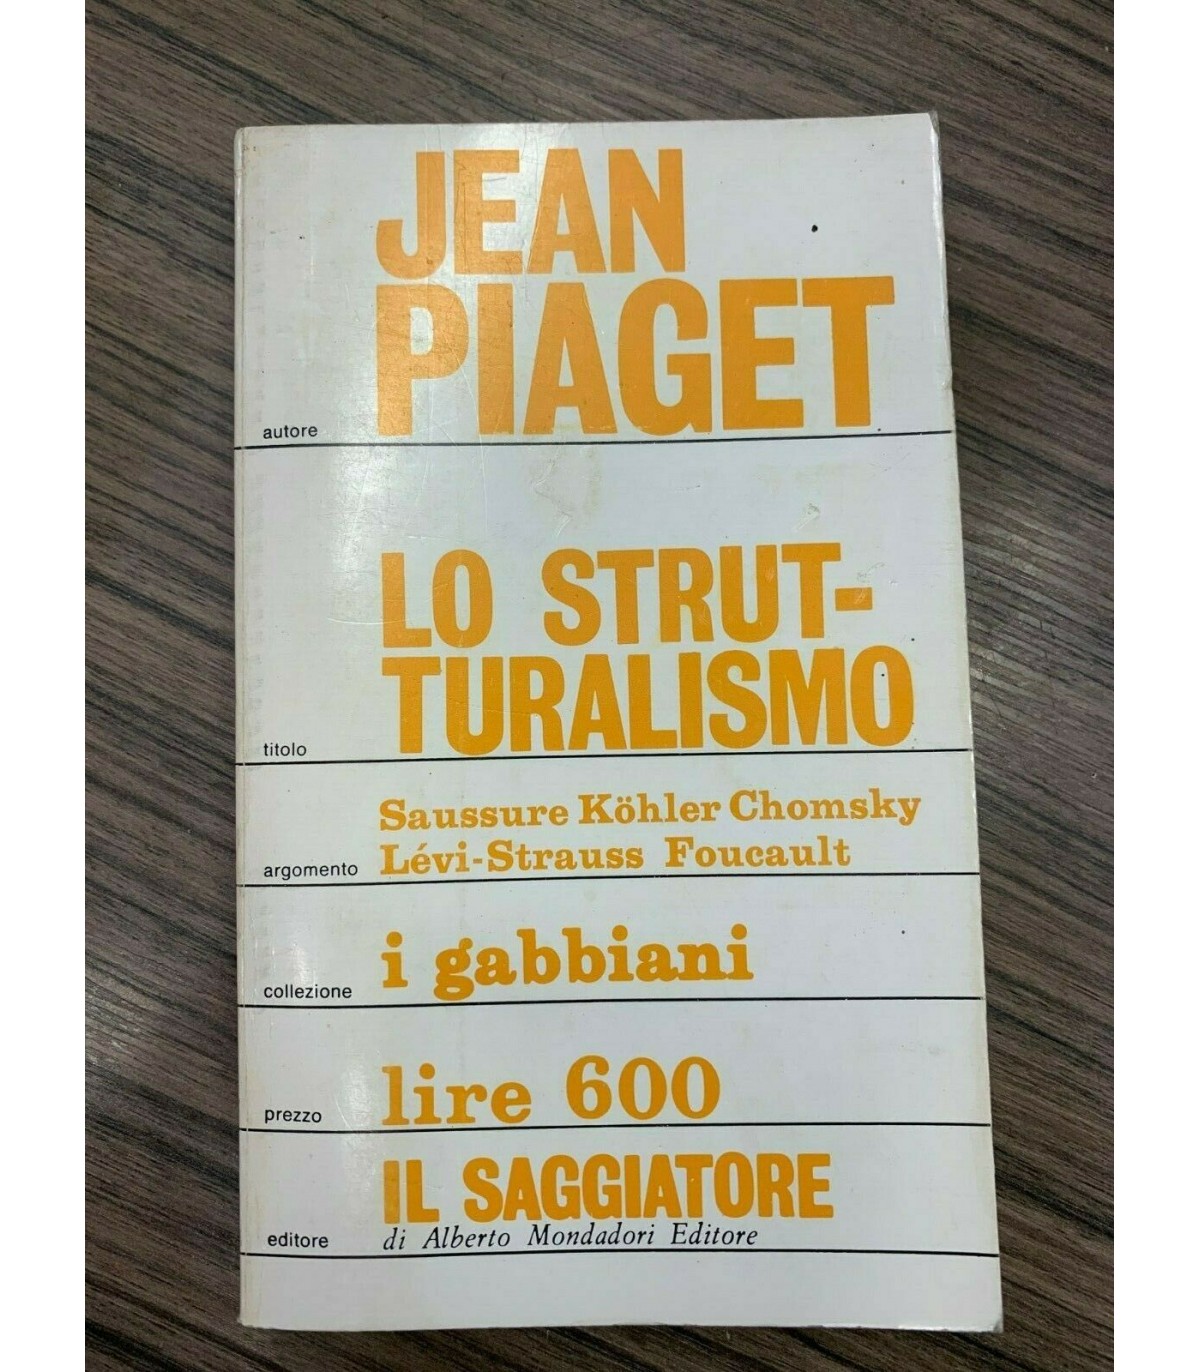 JEAN
PIAGET
autore
LO STRUT-
TURALISMO
titolo
Saussure Köhler Chomsky
Lévi-Strauss Foucault
argomento
i gabbiani
collezione
lire 600
prezzo
IL SAGGIATORE
di Alberto Mondadori Editore
editore